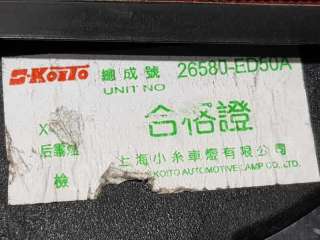 S-KOITO 總成號 26580-ED50A
UNIT NO
X
合格證
后霧燈
上海小糸車燈有限公司
檢
KOITO AUTOMOTIVE LAMP CO., LTD.